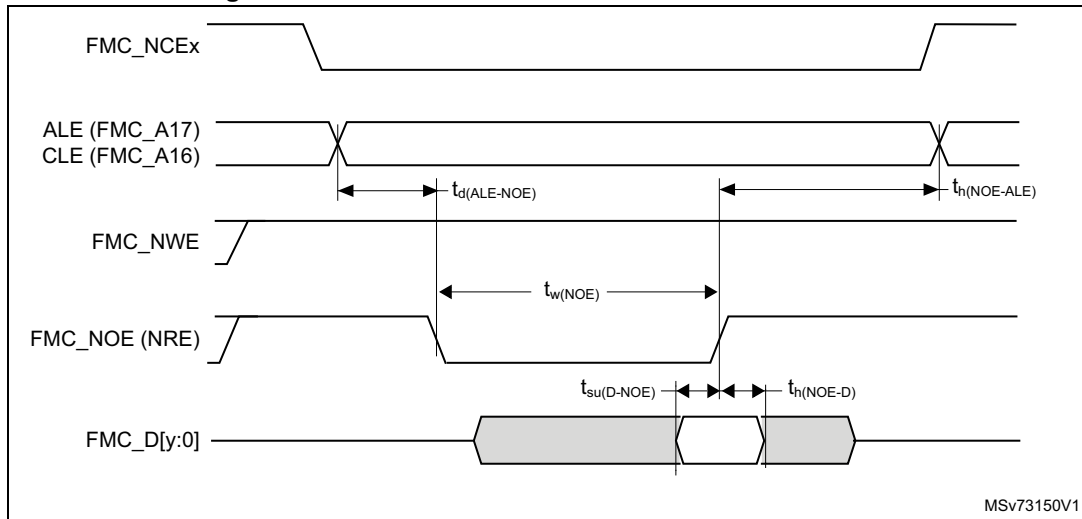 FMC_NCEx
ALE (FMC_A17)
CLE (FMC_A16)
td(ALE-NOE)
th(NOE-ALE)
FMC_NWE
tw(NOE)
FMC_NOE (NRE)
tsu(D-NOE)
th(NOE-D)
FMC_D[y:0]
MSv73150V1